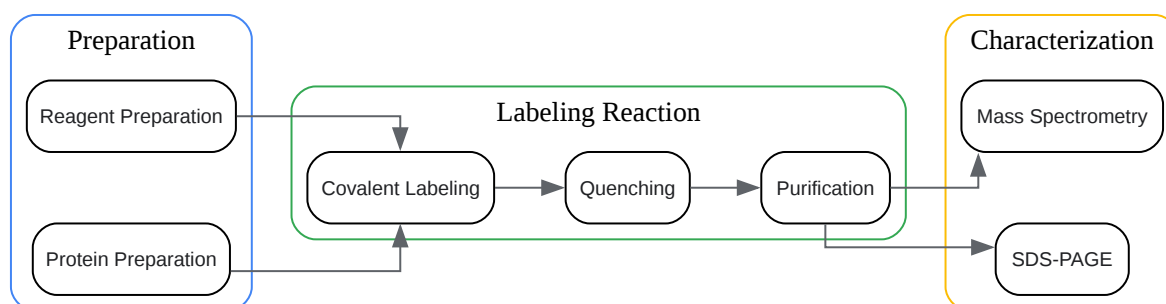 Preparation
Reagent Preparation
Protein Preparation
Labeling Reaction
Covalent Labeling
Quenching
Purification
Characterization
Mass Spectrometry
SDS-PAGE